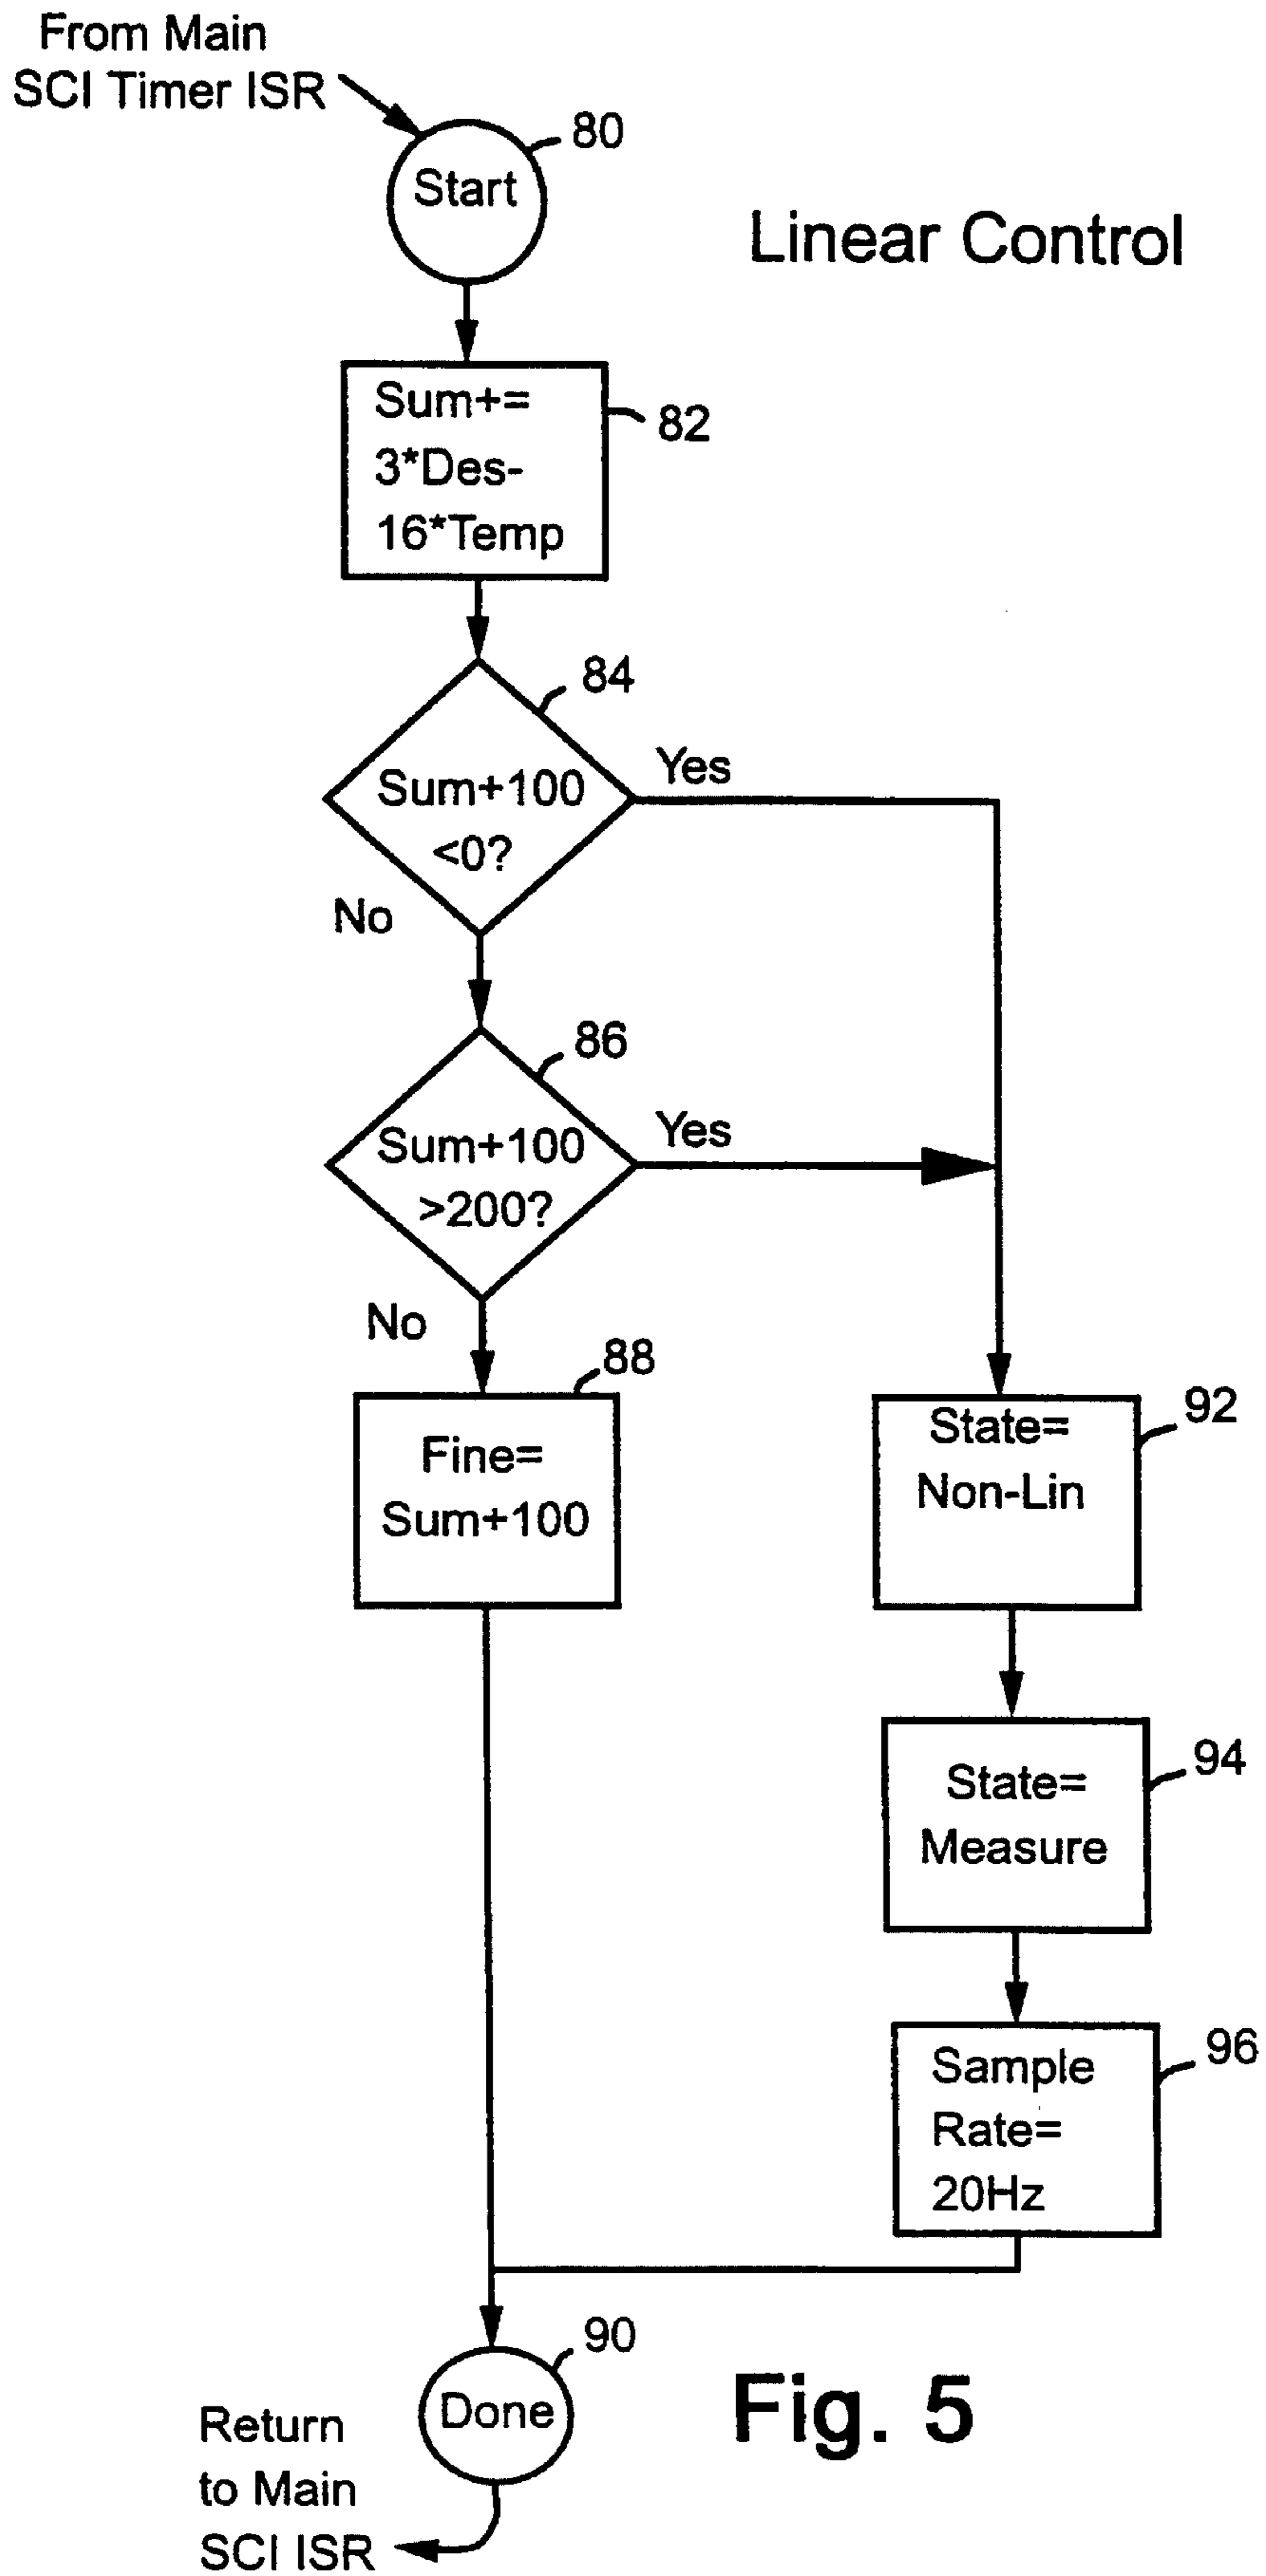 From Main
SCI Timer ISR
80
Start
Linear Control
Sum+=
3*Des-
16*Temp
82
84
Sum+100
<0?
Yes
No
86
Sum+100
>200?
Yes
No
88
Fine=
Sum+100
State=
Non-Lin
92
State=
Measure
94
Sample
Rate=
20Hz
96
90
Done
Return
to Main
SCI ISR
Fig. 5